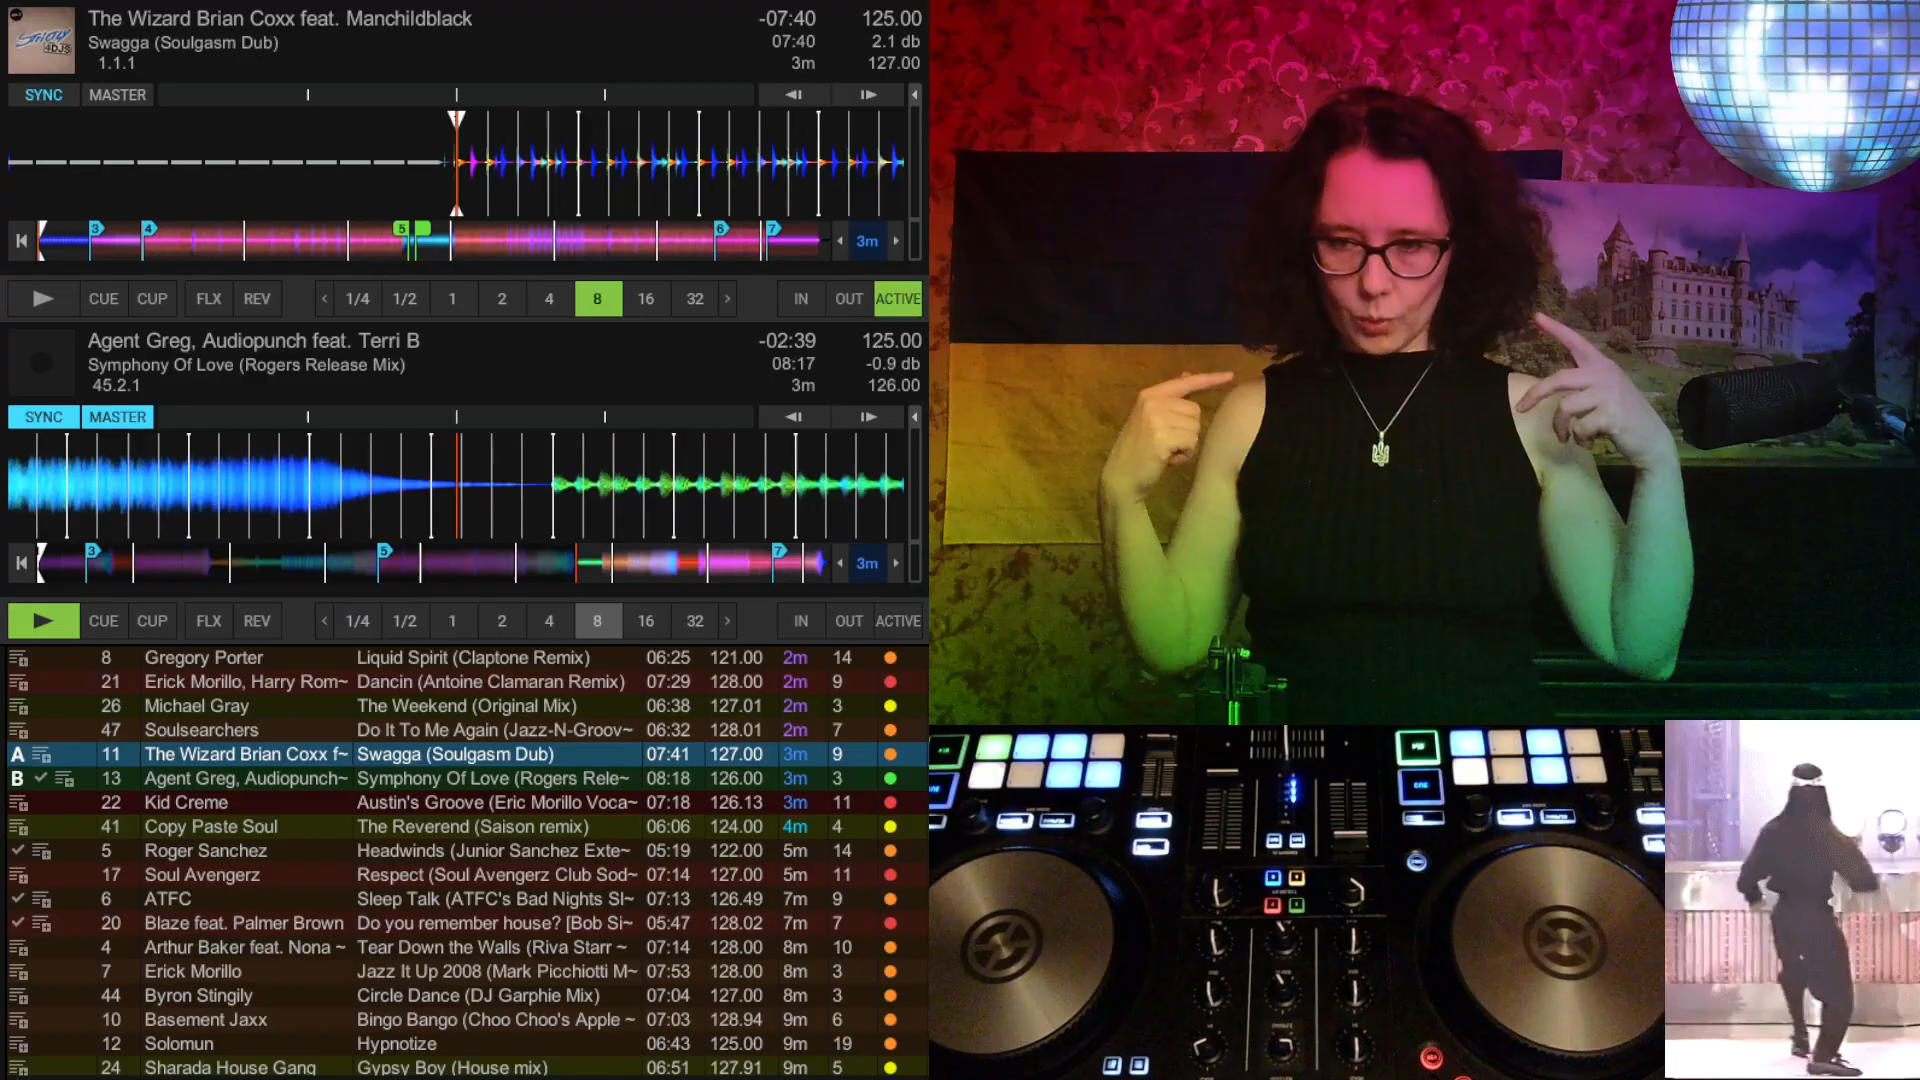 The Wizard Brian Coxx feat. Manchildblack -07:40 125.00
Swagga (Soulgasm Dub) 07:40 2.1 db
1.1.1 3m 127.00
STRICTLY
4DJS
SYNC MASTER
3 4 5 6 7 3m
CUE CUP FLX REV 1/4 1/2 1 2 4 8 16 32 IN OUT ACTIVE
Agent Greg, Audiopunch feat. Terri B -02:39 125.00
Symphony Of Love (Rogers Release Mix) 08:17 -0.9 db
45.2.1 3m 126.00
SYNC MASTER
3 5 7 3m
CUE CUP FLX REV 1/4 1/2 1 2 4 8 16 32 IN OUT ACTIVE
8 Gregory Porter Liquid Spirit (Claptone Remix) 06:25 121.00 2m 14
21 Erick Morillo, Harry Rom~ Dancin (Antoine Clamaran Remix) 07:29 128.00 2m 9
26 Michael Gray The Weekend (Original Mix) 06:38 127.01 2m 3
47 Soulsearchers Do It To Me Again (Jazz-N-Groov~ 06:32 128.01 2m 7
A 11 The Wizard Brian Coxx f~ Swagga (Soulgasm Dub) 07:41 127.00 3m 9
B 13 Agent Greg, Audiopunch~ Symphony Of Love (Rogers Rele~ 08:18 126.00 3m 3
22 Kid Creme Austin's Groove (Eric Morillo Voca~ 07:18 126.13 3m 11
41 Copy Paste Soul The Reverend (Saison remix) 06:06 124.00 4m 4
5 Roger Sanchez Headwinds (Junior Sanchez Exte~ 05:19 122.00 5m 14
17 Soul Avengerz Respect (Soul Avengerz Club Sod~ 07:14 127.00 5m 11
6 ATFC Sleep Talk (ATFC's Bad Nights Sl~ 07:13 126.49 7m 9
20 Blaze feat. Palmer Brown Do you remember house? [Bob Si~ 05:47 128.02 7m 7
4 Arthur Baker feat. Nona ~ Tear Down the Walls (Riva Starr ~ 07:14 128.00 8m 10
7 Erick Morillo Jazz It Up 2008 (Mark Picchiotti M~ 07:53 128.00 8m 3
44 Byron Stingily Circle Dance (DJ Garphie Mix) 07:04 127.00 8m 3
10 Basement Jaxx Bingo Bango (Choo Choo's Apple ~ 07:03 128.94 9m 6
12 Solomun Hypnotize 06:43 125.00 9m 19
24 Sharada House Gang Gypsy Boy (House mix) 06:51 127.91 9m 5